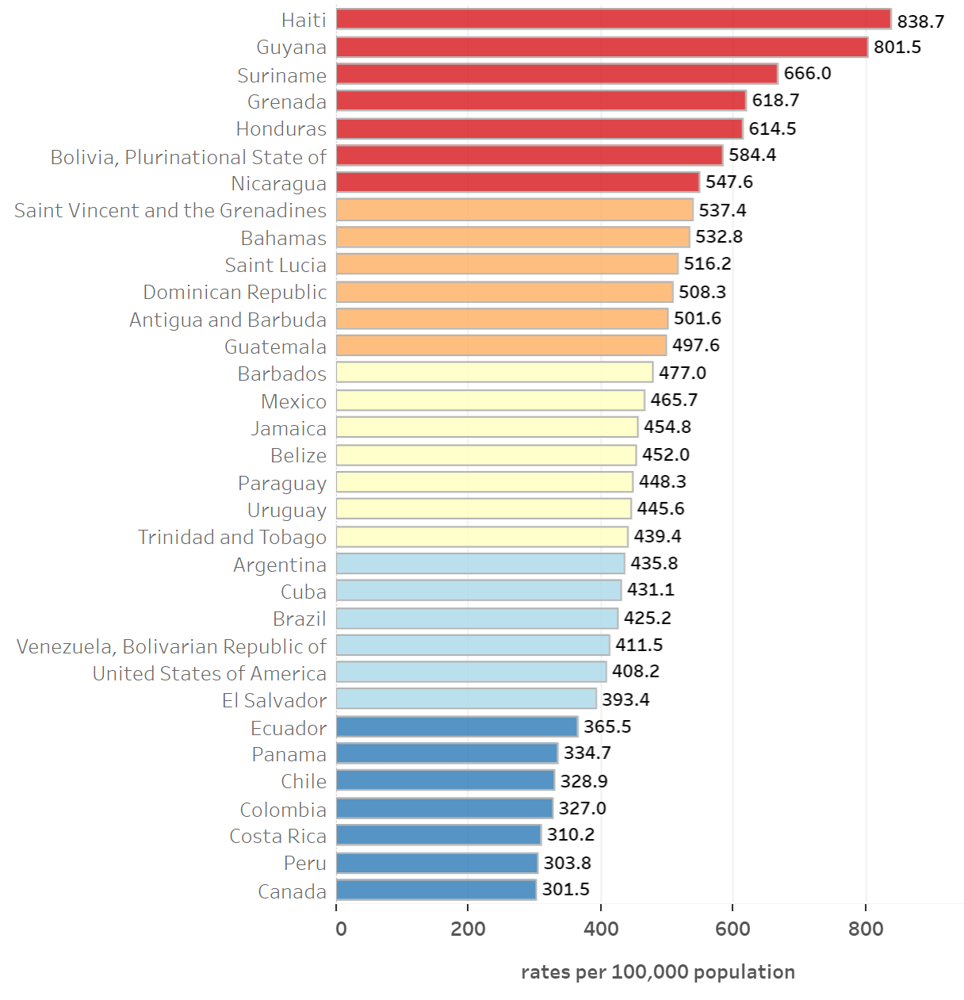 Haiti 838.7
Guyana 801.5
Suriname 666.0
Grenada 618.7
Honduras 614.5
Bolivia, Plurinational State of 584.4
Nicaragua 547.6
Saint Vincent and the Grenadines 537.4
Bahamas 532.8
Saint Lucia 516.2
Dominican Republic 508.3
Antigua and Barbuda 501.6
Guatemala 497.6
Barbados 477.0
Mexico 465.7
Jamaica 454.8
Belize 452.0
Paraguay 448.3
Uruguay 445.6
Trinidad and Tobago 439.4
Argentina 435.8
Cuba 431.1
Brazil 425.2
Venezuela, Bolivarian Republic of 411.5
United States of America 408.2
El Salvador 393.4
Ecuador 365.5
Panama 334.7
Chile 328.9
Colombia 327.0
Costa Rica 310.2
Peru 303.8
Canada 301.5
0 200 400 600 800
rates per 100,000 population